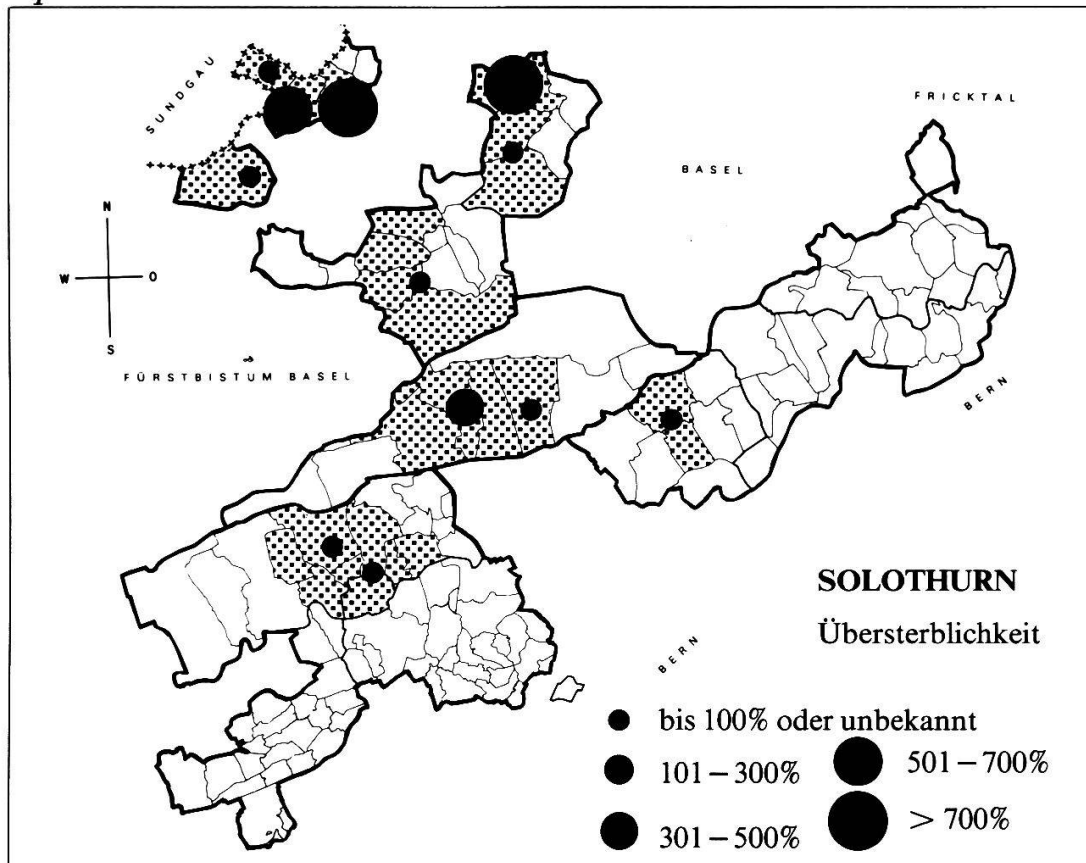 SUNDGAU
FRICKTAL
BASEL
N
W O
S
FÜRSTBISTUM BASEL
BERN
SOLOTHURN
Übersterblichkeit
BERN
bis 100% oder unbekannt
101–300%
501–700%
301–500%
> 700%